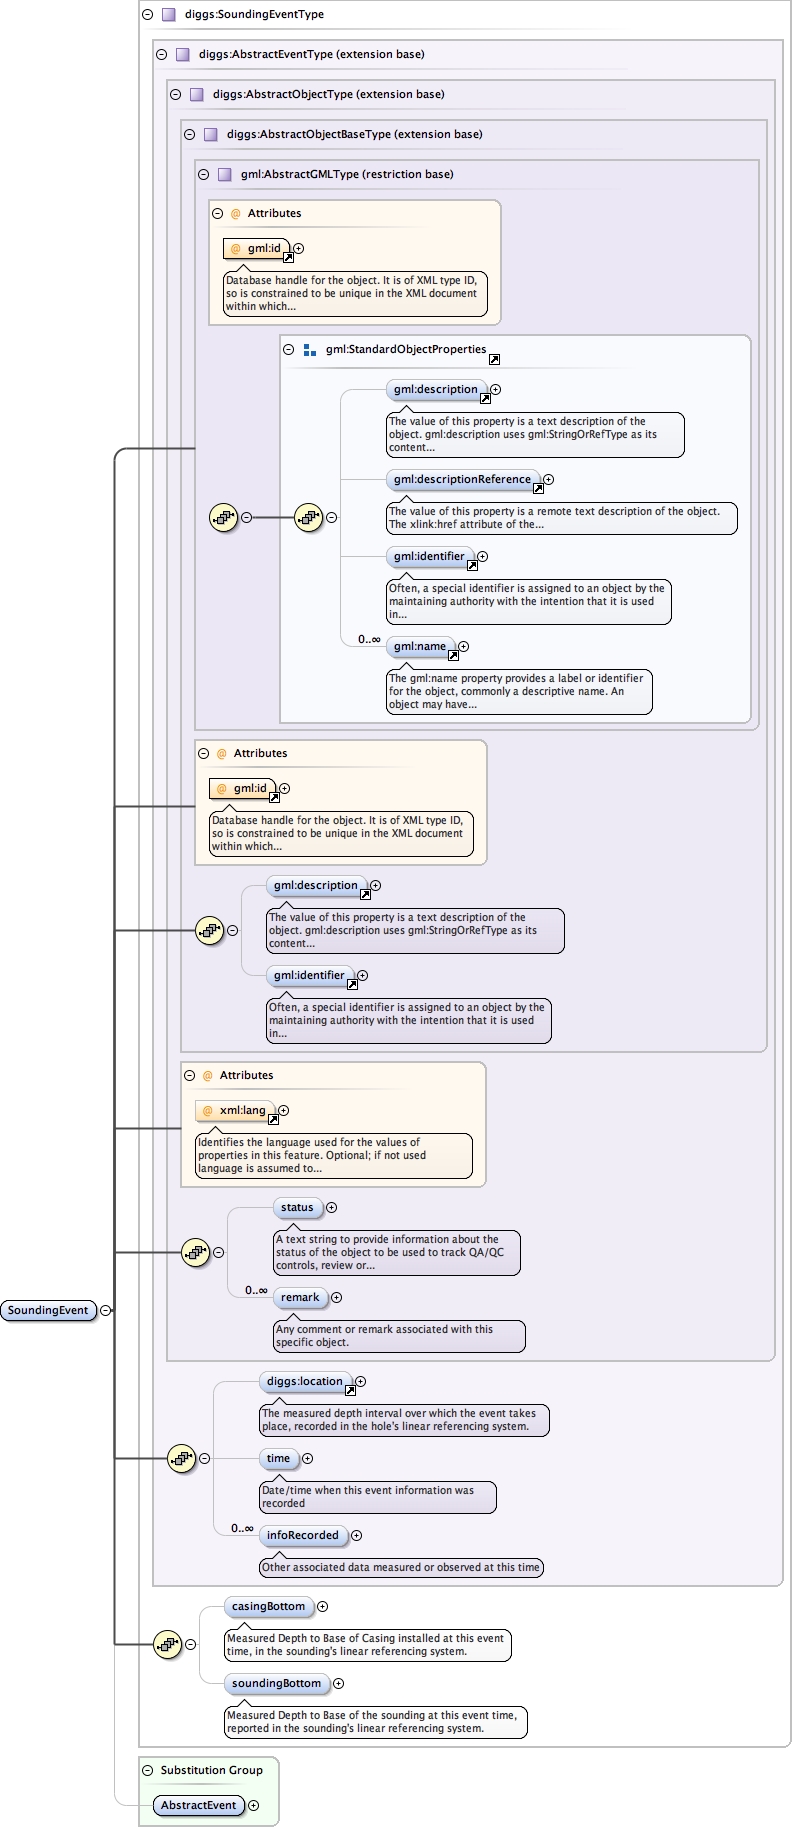 diggs:SoundingEventType
diggs:AbstractEventType (extension base)
diggs:AbstractObjectType (extension base)
diggs:AbstractObjectBaseType (extension base)
gml:AbstractGMLType (restriction base)
@ Attributes
@ gml:id
Database handle for the object. It is of XML type ID,
so is constrained to be unique in the XML document
within which...
gml:StandardObjectProperties
gml:description
The value of this property is a text description of the
object. gml:description uses gml:StringOrRefType as its
content...
gml:descriptionReference
The value of this property is a remote text description of the object.
The xlink:href attribute of the...
gml:identifier
Often, a special identifier is assigned to an object by the
maintaining authority with the intention that it is used
in...
0..∞
gml:name
The gml:name property provides a label or identifier
for the object, commonly a descriptive name. An
object may have...
@ Attributes
@ gml:id
Database handle for the object. It is of XML type ID,
so is constrained to be unique in the XML document
within which...
gml:description
The value of this property is a text description of the
object. gml:description uses gml:StringOrRefType as its
content...
gml:identifier
Often, a special identifier is assigned to an object by the
maintaining authority with the intention that it is used
in...
@ Attributes
@ xml:lang
Identifies the language used for the values of
properties in this feature. Optional; if not used
language is assumed to...
status
A text string to provide information about the
status of the object to be used to track QA/QC
controls, review or...
0..∞
remark
Any comment or remark associated with this
specific object.
SoundingEvent
diggs:location
The measured depth interval over which the event takes
place, recorded in the hole's linear referencing system.
time
Date/time when this event information was
recorded
0..∞
infoRecorded
Other associated data measured or observed at this time
casingBottom
Measured Depth to Base of Casing installed at this event
time, in the sounding's linear referencing system.
soundingBottom
Measured Depth to Base of the sounding at this event time,
reported in the sounding's linear referencing system.
Substitution Group
AbstractEvent